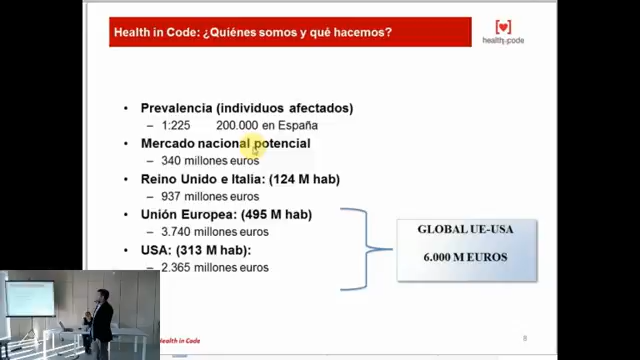 Health in Code: ¿Quiénes somos y qué hacemos?
health in code
• Prevalencia (individuos afectados)
– 1:225 200.000 en España
• Mercado nacional potencial
– 340 millones euros
• Reino Unido e Italia: (124 M hab)
– 937 millones euros
• Unión Europea: (495 M hab)
– 3.740 millones euros
• USA: (313 M hab):
– 2.365 millones euros
GLOBAL UE-USA
6.000 M EUROS
Health in Code
8